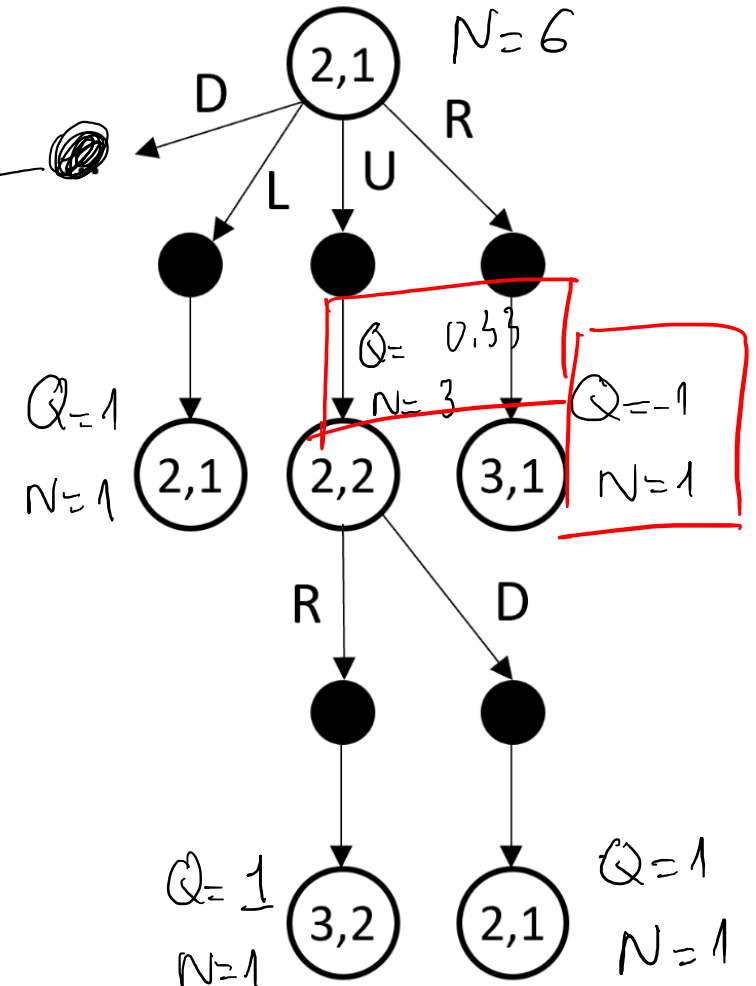 2,1 N=6
D
R
U
L
Q= 0.33
N=3
Q=1
Q=-1
N=1
2,1
2,2
3,1
N=1
R
D
Q=1
Q=1
3,2
2,1
N=1
N=1